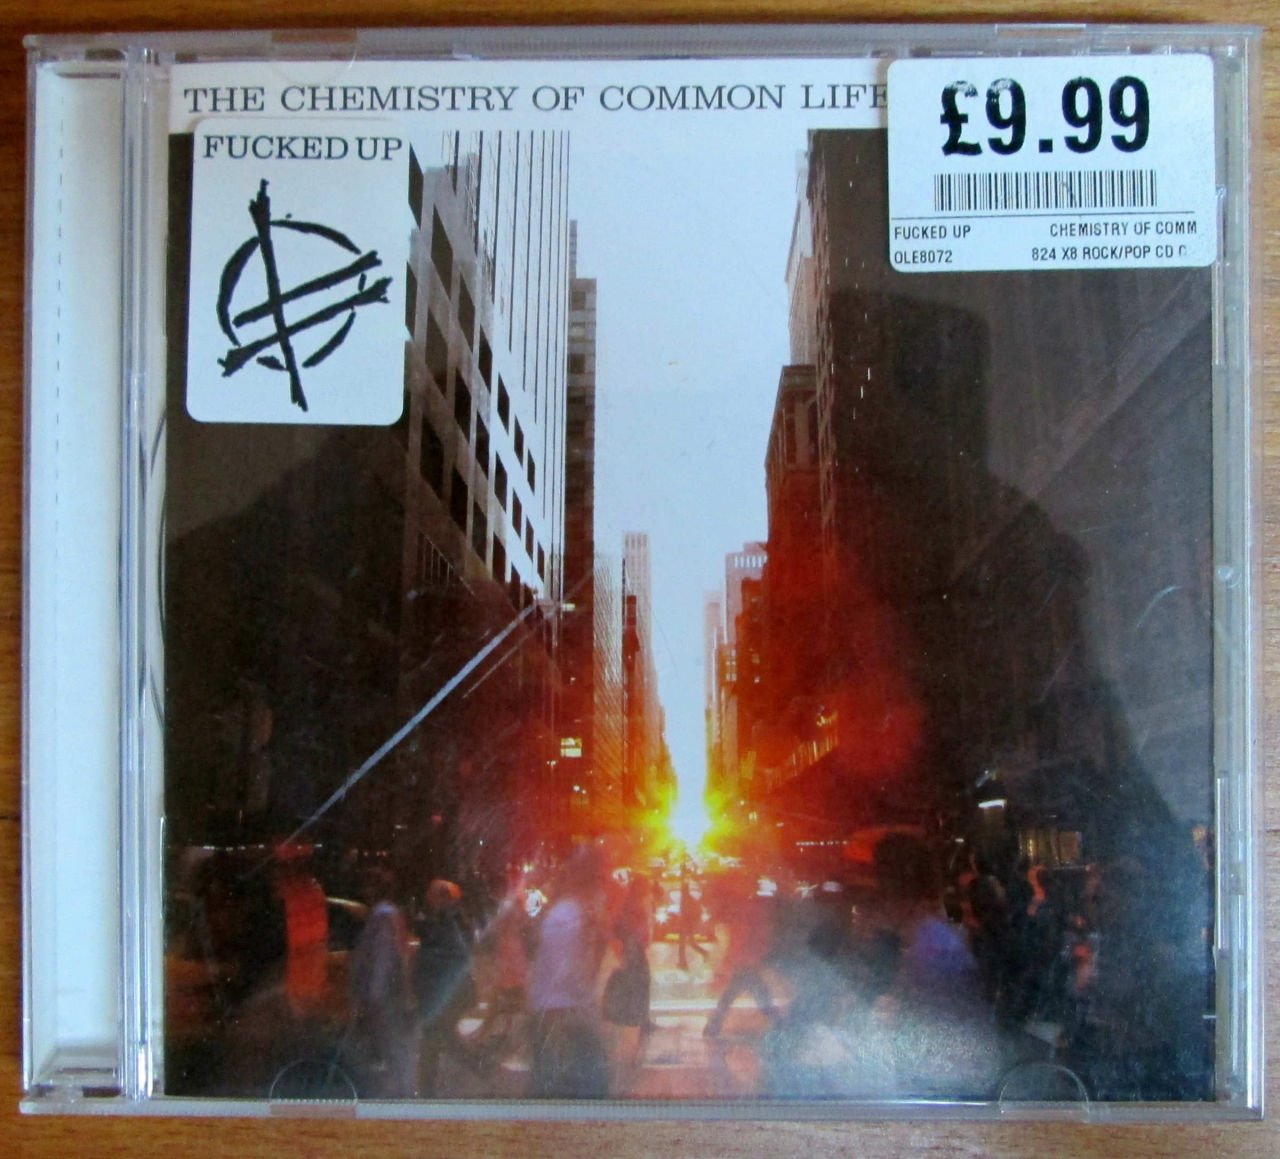 THE CHEMISTRY OF COMMON LIFE
FUCKED UP
£9.99
FUCKED UP CHEMISTRY OF COMM
OLE8072 824 X8 ROCK/POP CD